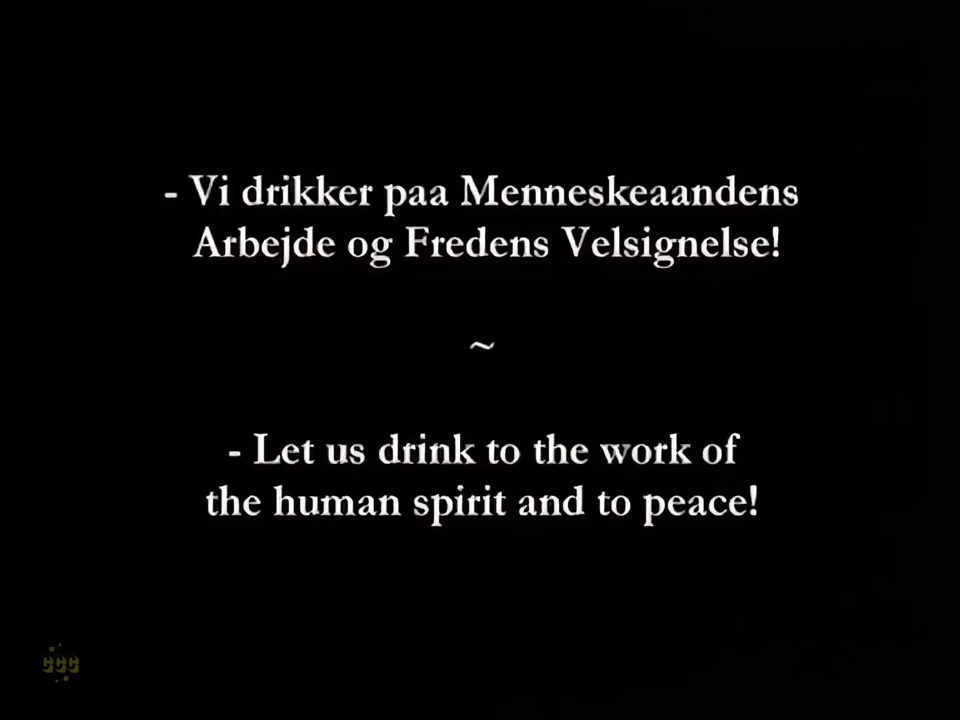 - Vi drikker paa Menneskeaandens
Arbejde og Fredens Velsignelse!
~
- Let us drink to the work of
the human spirit and to peace!
CCC